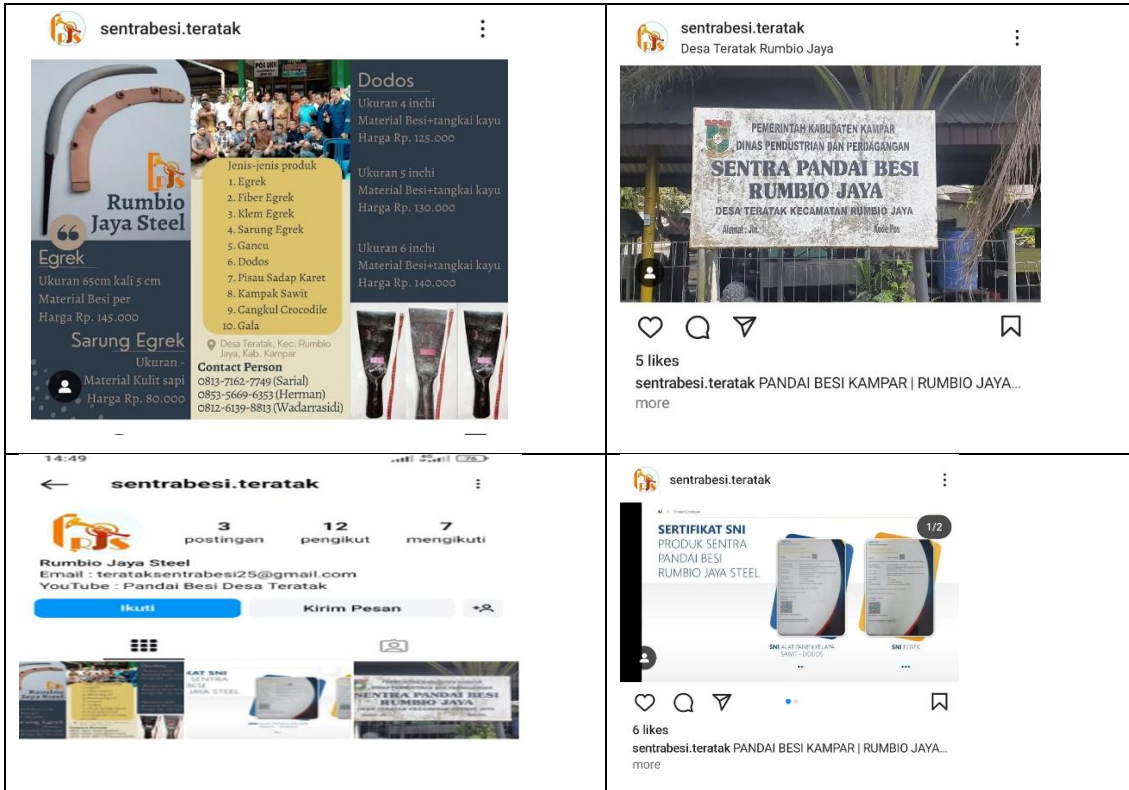 sentrabesi.teratak
Rumbio
Jaya Steel
Egrek
Ukuran 65cm kali 5 cm
Material Besi per
Harga Rp. 145.000
Sarung Egrek
Ukuran -
Material Kulit sapi
Harga Rp. 80.000
Jenis-jenis produk
1. Egrek
2. Fiber Egrek
3. Klem Egrek
4. Sarung Egrek
5. Gancu
6. Dodos
7. Pisau Sadap Karet
8. Kampak Sawit
9. Cangkul Crocodile
10. Gala
Desa Teratak, Kec. Rumbio
Jaya, Kab. Kampar
Contact Person
0813-7162-7749 (Sarial)
0853-5669-6353 (Herman)
0812-6139-8813 (Wadarrasidi)
Dodos
Ukuran 4 inchi
Material Besi+tangkai kayu
Harga Rp. 125.000
Ukuran 5 inchi
Material Besi+tangkai kayu
Harga Rp. 130.000
Ukuran 6 inchi
Material Besi+tangkai kayu
Harga Rp. 140.000
sentrabesi.teratak
Desa Teratak Rumbio Jaya
PEMERINTAH KABUPATEN KAMPAR
DINAS PENDUSTRIAN DAN PERDAGANGAN
SENTRA PANDAI BESI
RUMBIO JAYA
DESA TERATAK KECAMATAN RUMBIO JAYA
Alamat : Jln. Kode Pos
5 likes
sentrabesi.teratak PANDAI BESI KAMPAR | RUMBIO JAYA...
more
14:49
76
sentrabesi.teratak
3 12 7
postingan pengikut mengikuti
Rumbio Jaya Steel
Email : terataksentrabesi25@gmail.com
YouTube : Pandai Besi Desa Teratak
Ikuti Kirim Pesan
sentrabesi.teratak
1/2
SERTIFIKAT SNI
PRODUK SENTRA
PANDAI BESI
RUMBIO JAYA STEEL
SNI ALAT PANEN KELAPA
SAWIT - DODOS
SNI EGREK
6 likes
sentrabesi.teratak PANDAI BESI KAMPAR | RUMBIO JAYA...
more